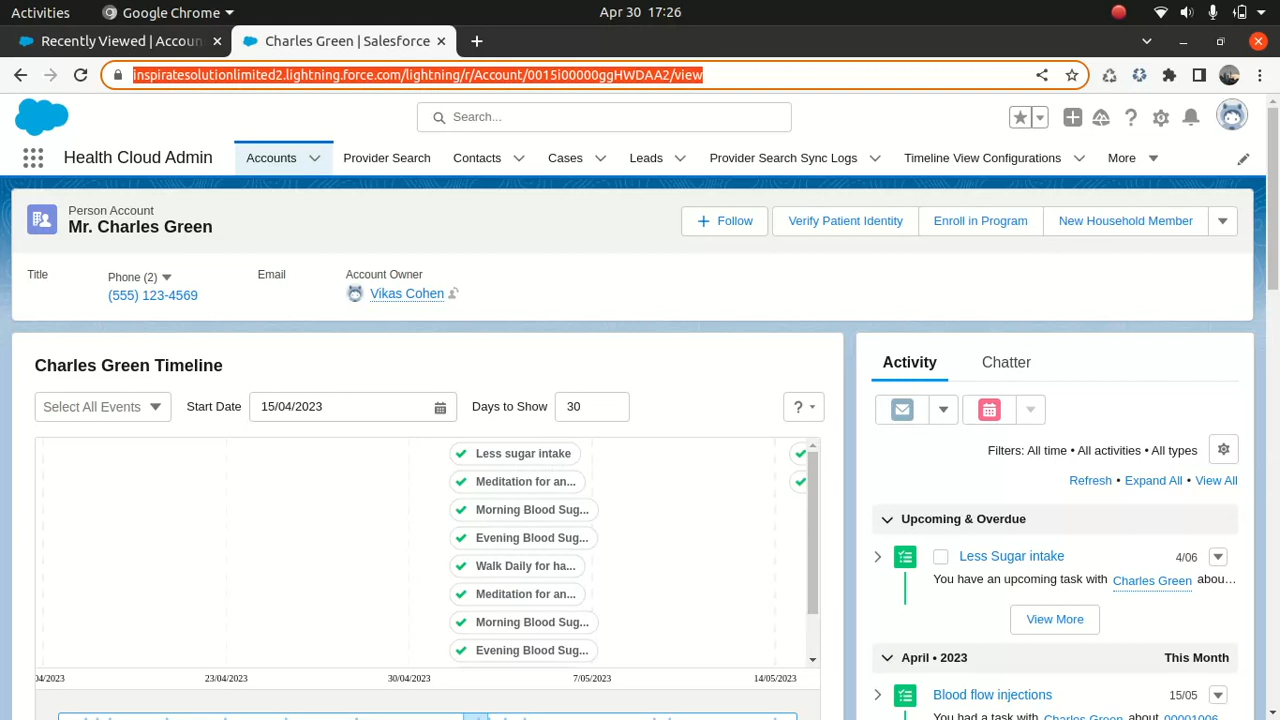 Activities Google Chrome Apr 30 17:26
Recently Viewed | Accoun Charles Green | Salesforce
inspiratesolutionlimited2.lightning.force.com/lightning/r/Account/0015i00000ggHWDAA2/view
Search...
Health Cloud Admin Accounts Provider Search Contacts Cases Leads Provider Search Sync Logs Timeline View Configurations More
Person Account
Mr. Charles Green
Follow Verify Patient Identity Enroll in Program New Household Member
Title Phone (2) Email Account Owner
(555) 123-4569 Vikas Cohen
Charles Green Timeline
Select All Events Start Date 15/04/2023 Days to Show 30 ?
Less sugar intake
Meditation for an...
Morning Blood Sug...
Evening Blood Sug...
Walk Daily for ha...
Meditation for an...
Morning Blood Sug...
Evening Blood Sug...
04/2023 23/04/2023 30/04/2023 7/05/2023 14/05/2023
Activity Chatter
Filters: All time • All activities • All types
Refresh • Expand All • View All
Upcoming & Overdue
Less Sugar intake 4/06
You have an upcoming task with Charles Green abou...
View More
April • 2023 This Month
Blood flow injections 15/05
You had a task with Charles Green about 00001006